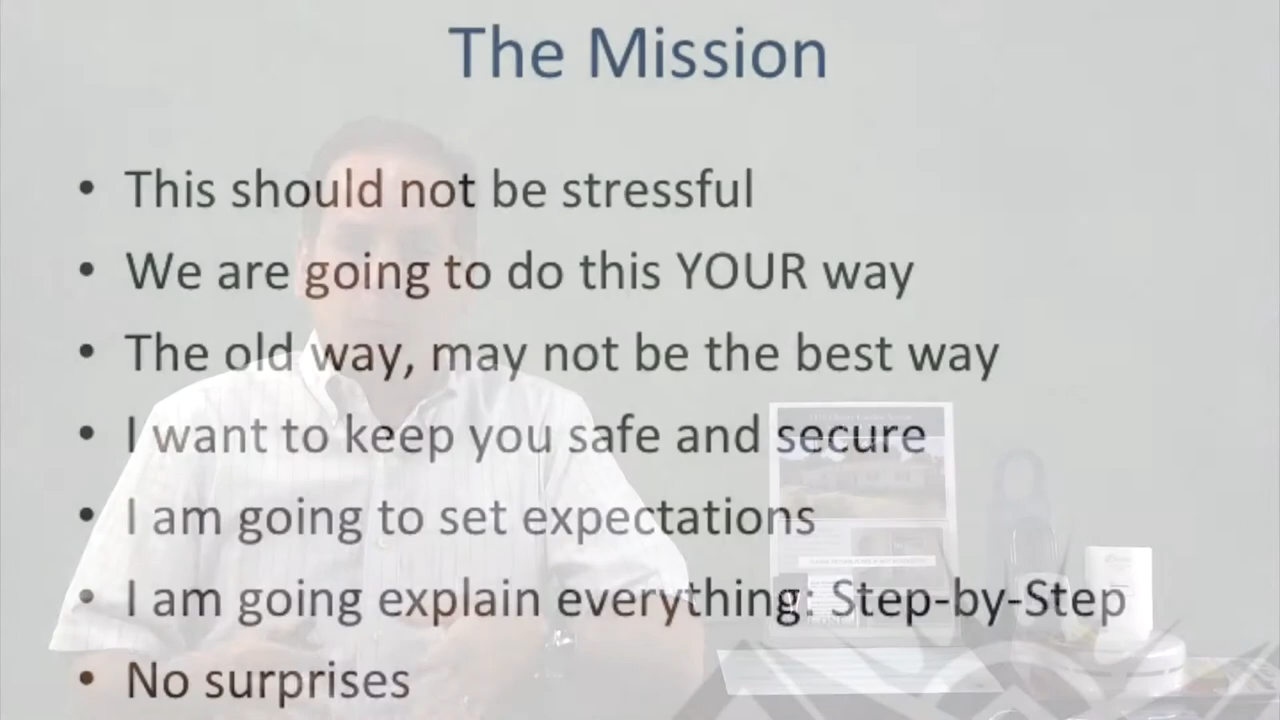 The Mission
• This should not be stressful
• We are going to do this YOUR way
• The old way, may not be the best way
• I want to keep you safe and secure
• I am going to set expectations
• I am going explain everything: Step-by-Step
• No surprises